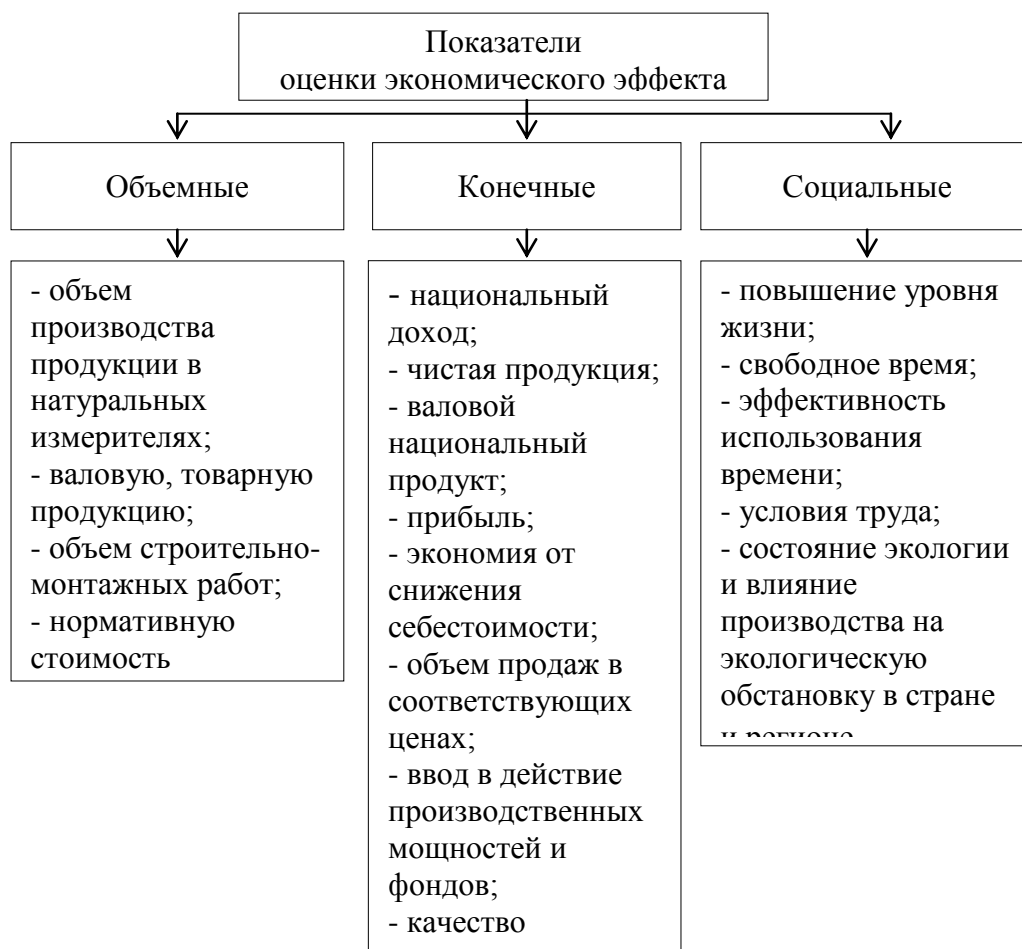 Показатели
оценки экономического эффекта
Объемные
Конечные
Социальные
- объем
производства
продукции в
натуральных
измерителях;
- валовую, товарную
продукцию;
- объем строительно-
монтажных работ;
- нормативную
стоимость
- национальный
доход;
- чистая продукция;
- валовой
национальный
продукт;
- прибыль;
- экономия от
снижения
себестоимости;
- объем продаж в
соответствующих
ценах;
- ввод в действие
производственных
мощностей и
фондов;
- качество
- повышение уровня
жизни;
- свободное время;
- эффективность
использования
времени;
- условия труда;
- состояние экологии
и влияние
производства на
экологическую
обстановку в стране
и регионе